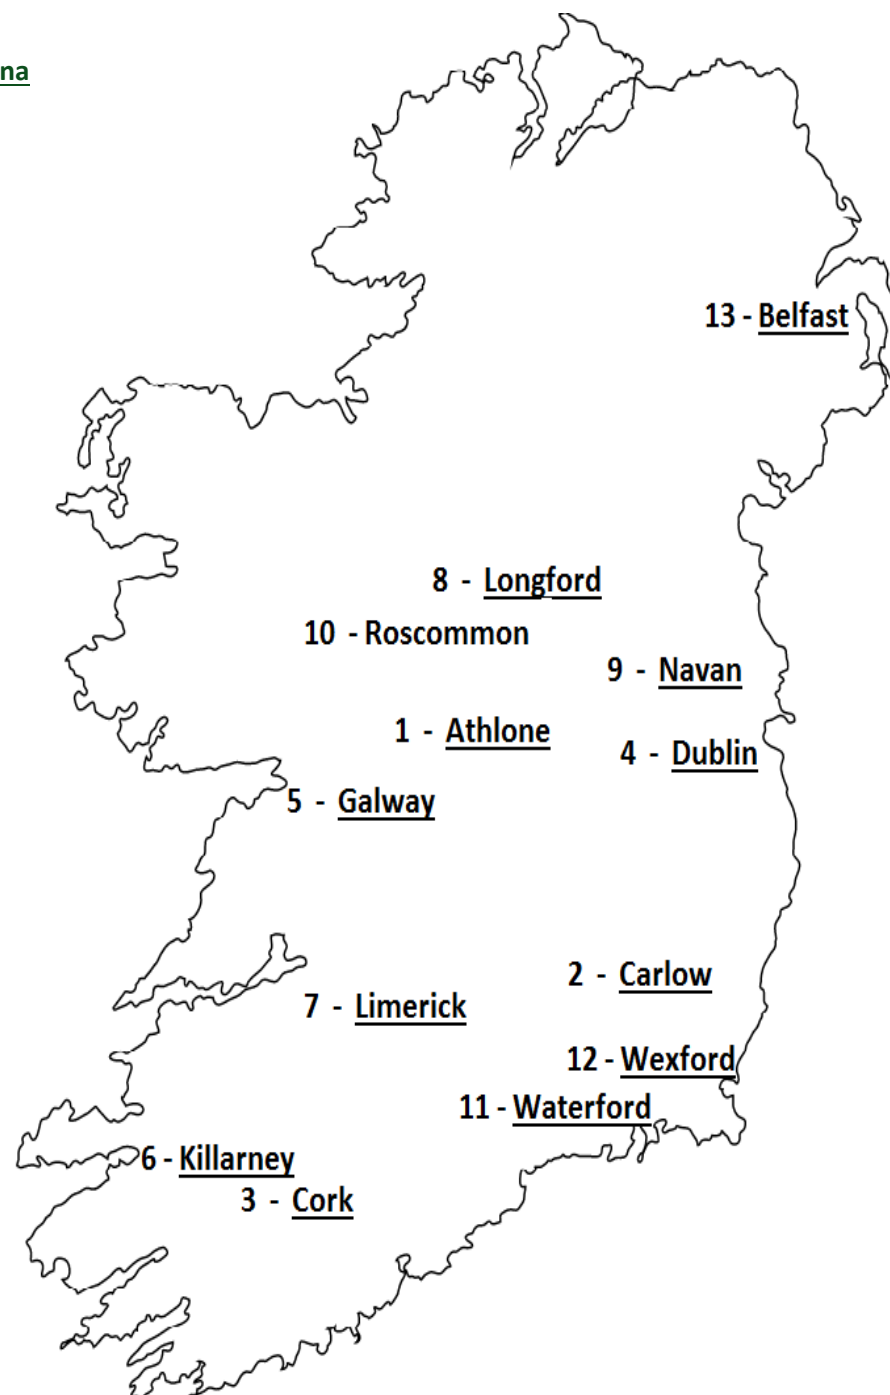 na
13 - Belfast
8 - Longford
10 - Roscommon
9 - Navan
1 - Athlone
4 - Dublin
5 - Galway
2 - Carlow
7 - Limerick
12 - Wexford
11 - Waterford
6 - Killarney
3 - Cork